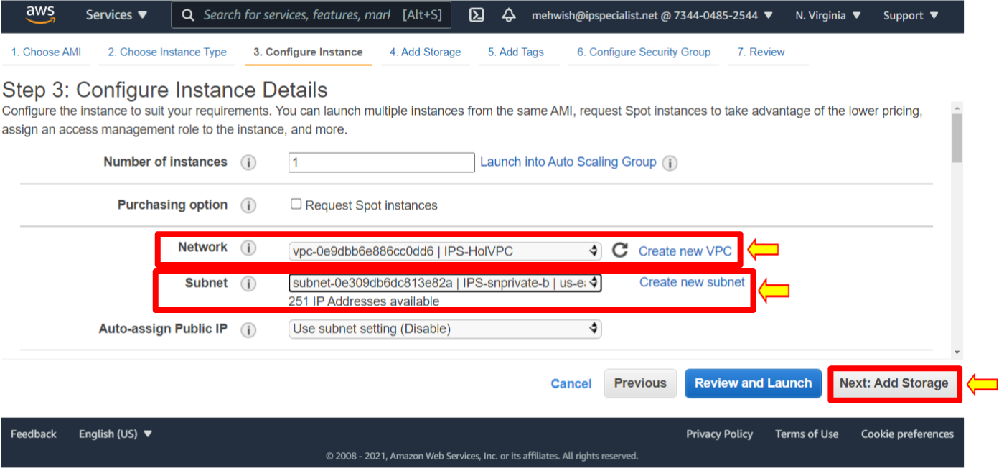 aws Services ▼ Search for services, features, mark [Alt+S] mehwish@ipspecialist.net @ 7344-0485-2544 ▼ N. Virginia ▼ Support ▼
1. Choose AMI 2. Choose Instance Type 3. Configure Instance 4. Add Storage 5. Add Tags 6. Configure Security Group 7. Review
Step 3: Configure Instance Details
Configure the instance to suit your requirements. You can launch multiple instances from the same AMI, request Spot instances to take advantage of the lower pricing,
assign an access management role to the instance, and more.
Number of instances i 1 Launch into Auto Scaling Group i
Purchasing option i Request Spot instances
Network i vpc-0e9dbb6e886cc0dd6 | IPS-HolVPC Create new VPC
Subnet i subnet-0e309db6dc813e82a | IPS-snprivate-b | us-ea Create new subnet
251 IP Addresses available
Auto-assign Public IP i Use subnet setting (Disable)
Cancel Previous Review and Launch Next: Add Storage
Feedback English (US) ▼ Privacy Policy Terms of Use Cookie preferences
© 2008 - 2021, Amazon Web Services, Inc. or its affiliates. All rights reserved.